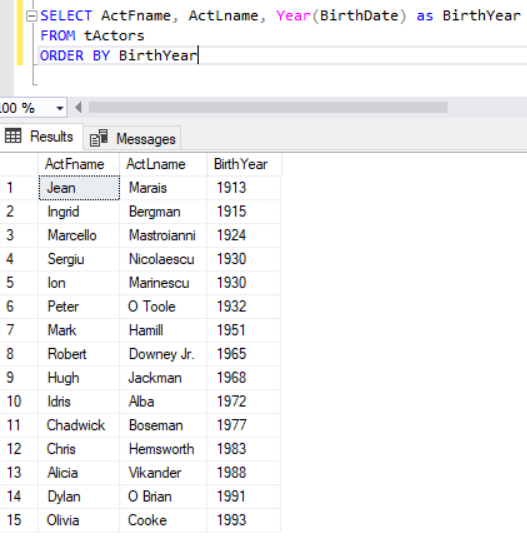 SELECT ActFname, ActLname, Year(BirthDate) as BirthYear
FROM tActors
ORDER BY BirthYear
100 %
Results Messages
ActFname ActLname BirthYear
1 Jean Marais 1913
2 Ingrid Bergman 1915
3 Marcello Mastroianni 1924
4 Sergiu Nicolaescu 1930
5 Ion Marinescu 1930
6 Peter O Toole 1932
7 Mark Hamill 1951
8 Robert Downey Jr. 1965
9 Hugh Jackman 1968
10 Idris Alba 1972
11 Chadwick Boseman 1977
12 Chris Hemsworth 1983
13 Alicia Vikander 1988
14 Dylan O Brian 1991
15 Olivia Cooke 1993